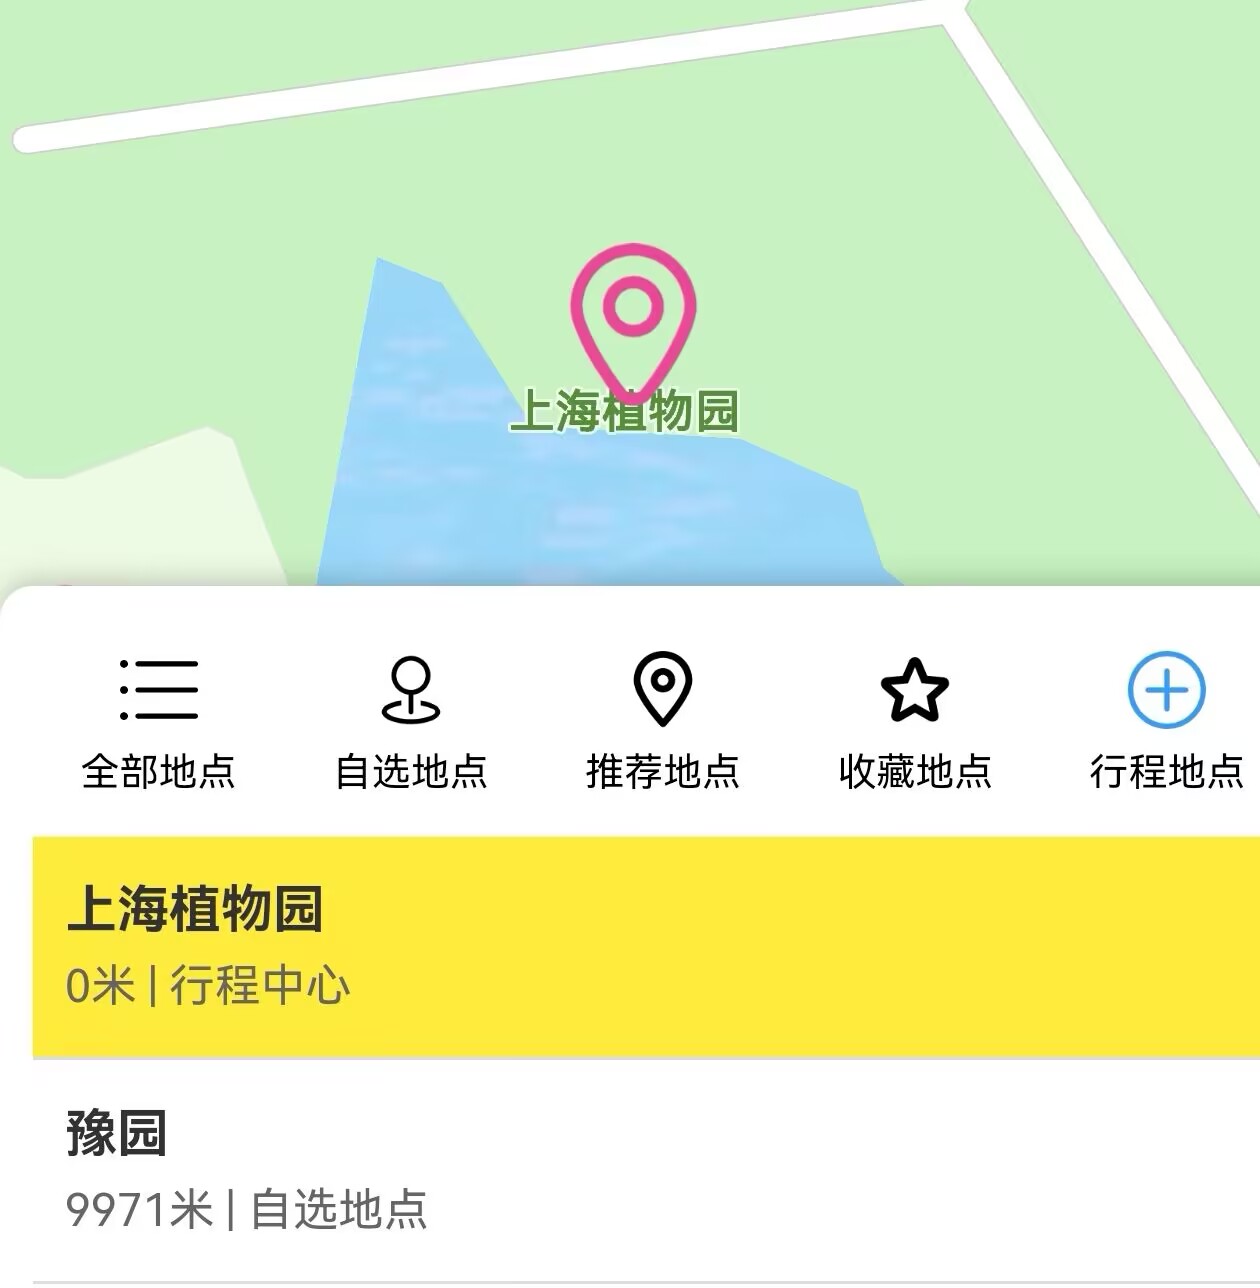 上海植物园
全部地点 自选地点 推荐地点 收藏地点 行程地点
上海植物园
0米 | 行程中心
豫园
9971米 | 自选地点